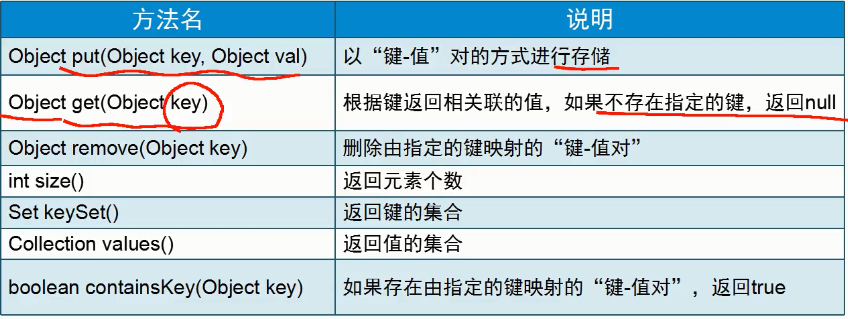 方法名 说明
Object put(Object key, Object val) 以“键-值”对的方式进行存储
Object get(Object key) 根据键返回相关联的值，如果不存在指定的键，返回null
Object remove(Object key) 删除由指定的键映射的“键-值对”
int size() 返回元素个数
Set keySet() 返回键的集合
Collection values() 返回值的集合
boolean containsKey(Object key) 如果存在由指定的键映射的“键-值对”，返回true